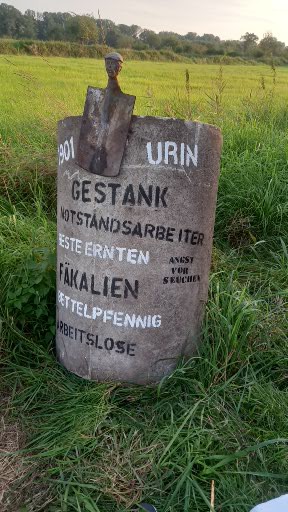 901 URIN
GESTANK
NOTSTANDSARBEITER
BESTE ERNTEN
ANGST
VOR
SEUCHEN
FÄKALIEN
BETTELPFENNIG
ARBEITSLOSE